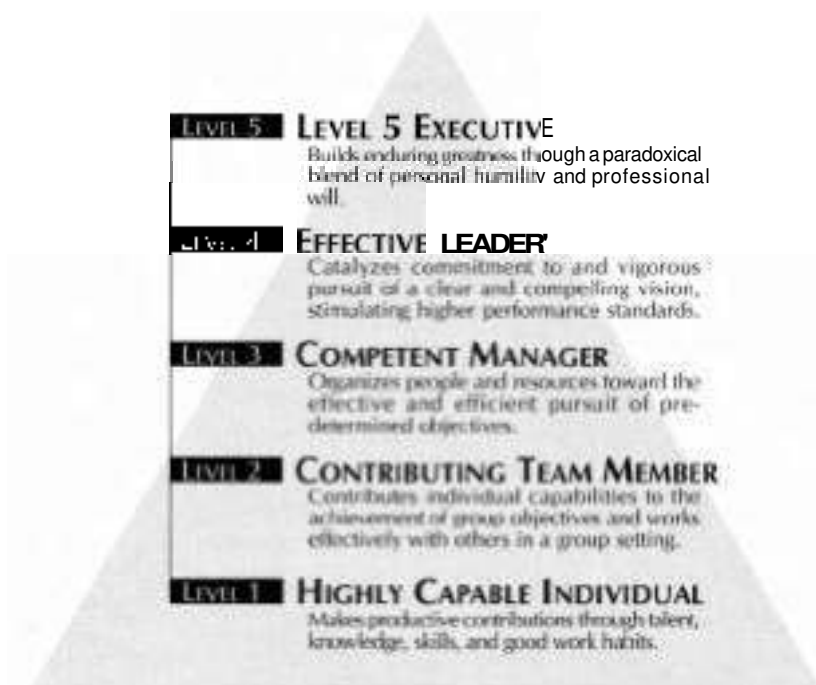 LEVEL 5 LEVEL 5 EXECUTIVE
Builds enduring greatness through a paradoxical
blend of personal humility and professional
will.
LEVEL 4 EFFECTIVE LEADER'
Catalyzes commitment to and vigorous
pursuit of a clear and compelling vision,
stimulating higher performance standards.
LEVEL 3 COMPETENT MANAGER
Organizes people and resources toward the
effective and efficient pursuit of pre-
determined objectives.
LEVEL 2 CONTRIBUTING TEAM MEMBER
Contributes individual capabilities to the
achievement of group objectives and works
effectively with others in a group setting.
LEVEL 1 HIGHLY CAPABLE INDIVIDUAL
Makes productive contributions through talent,
knowledge, skills, and good work habits.